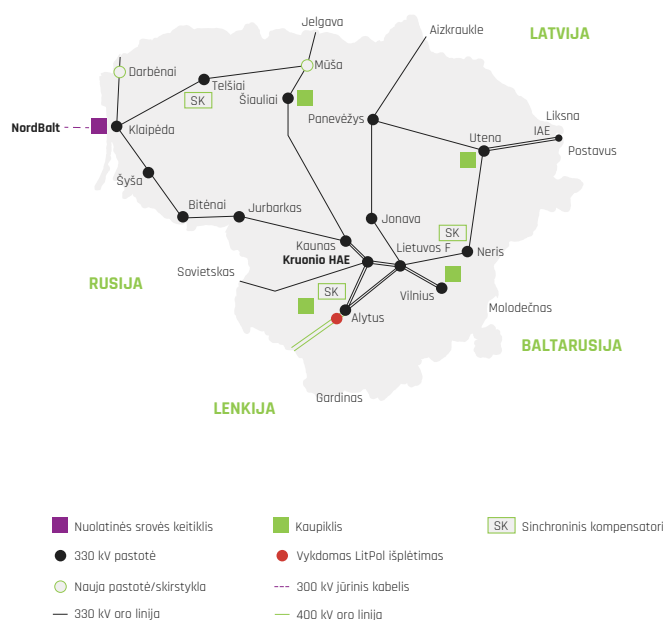 Jelgava
Aizkraukle
LATVIJA
Darbėnai
Mūša
Telšiai
SK
Šiauliai
Panevėžys
Liksna
NordBalt
Klaipėda
Utena
IAE
Postavus
Šyša
Bitėnai
Jurbarkas
Jonava
SK
Kaunas
Lietuvos E
Neris
Kruonio HAE
Sovietskas
RUSIJA
SK
Vilnius
Alytus
Molodečnas
BALTARUSIJA
Gardinas
LENKIJA
Nuolatinės srovės keitiklis
Kaupiklis
SK Sinchroninis kompensatori
330 kV pastotė
Vykdomas LitPol išplėtimas
Nauja pastotė/skirstykla
300 kV jūrinis kabelis
330 kV oro linija
400 kV oro linija